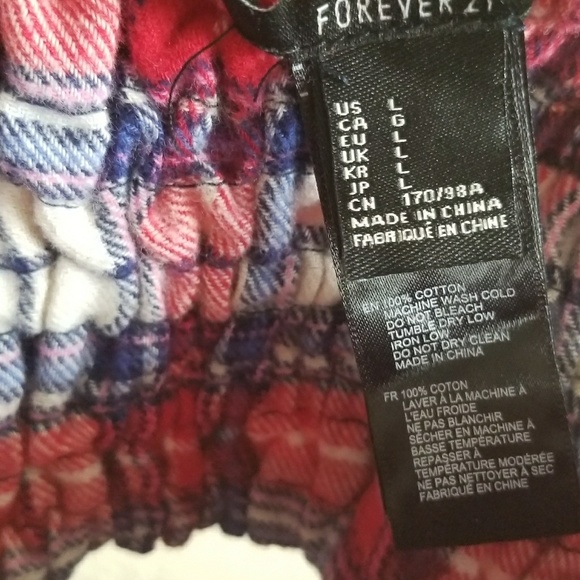 FOREVER 21
US L
CA G
EU L
UK L
KR L
JP L
CN 170/98A
MADE IN CHINA
FABRIQUÉ EN CHINE
EN 100% COTTON
MACHINE WASH COLD
DO NOT BLEACH
TUMBLE DRY LOW
IRON LOW
DO NOT DRY CLEAN
MADE IN CHINA
FR 100% COTON
LAVER À LA MACHINE À
L'EAU FROIDE
NE PAS BLANCHIR
SÉCHER EN MACHINE À
BASSE TEMPÉRATURE
REPASSER À
TEMPÉRATURE MODÉRÉE
NE PAS NETTOYER À SEC
FABRIQUÉ EN CHINE